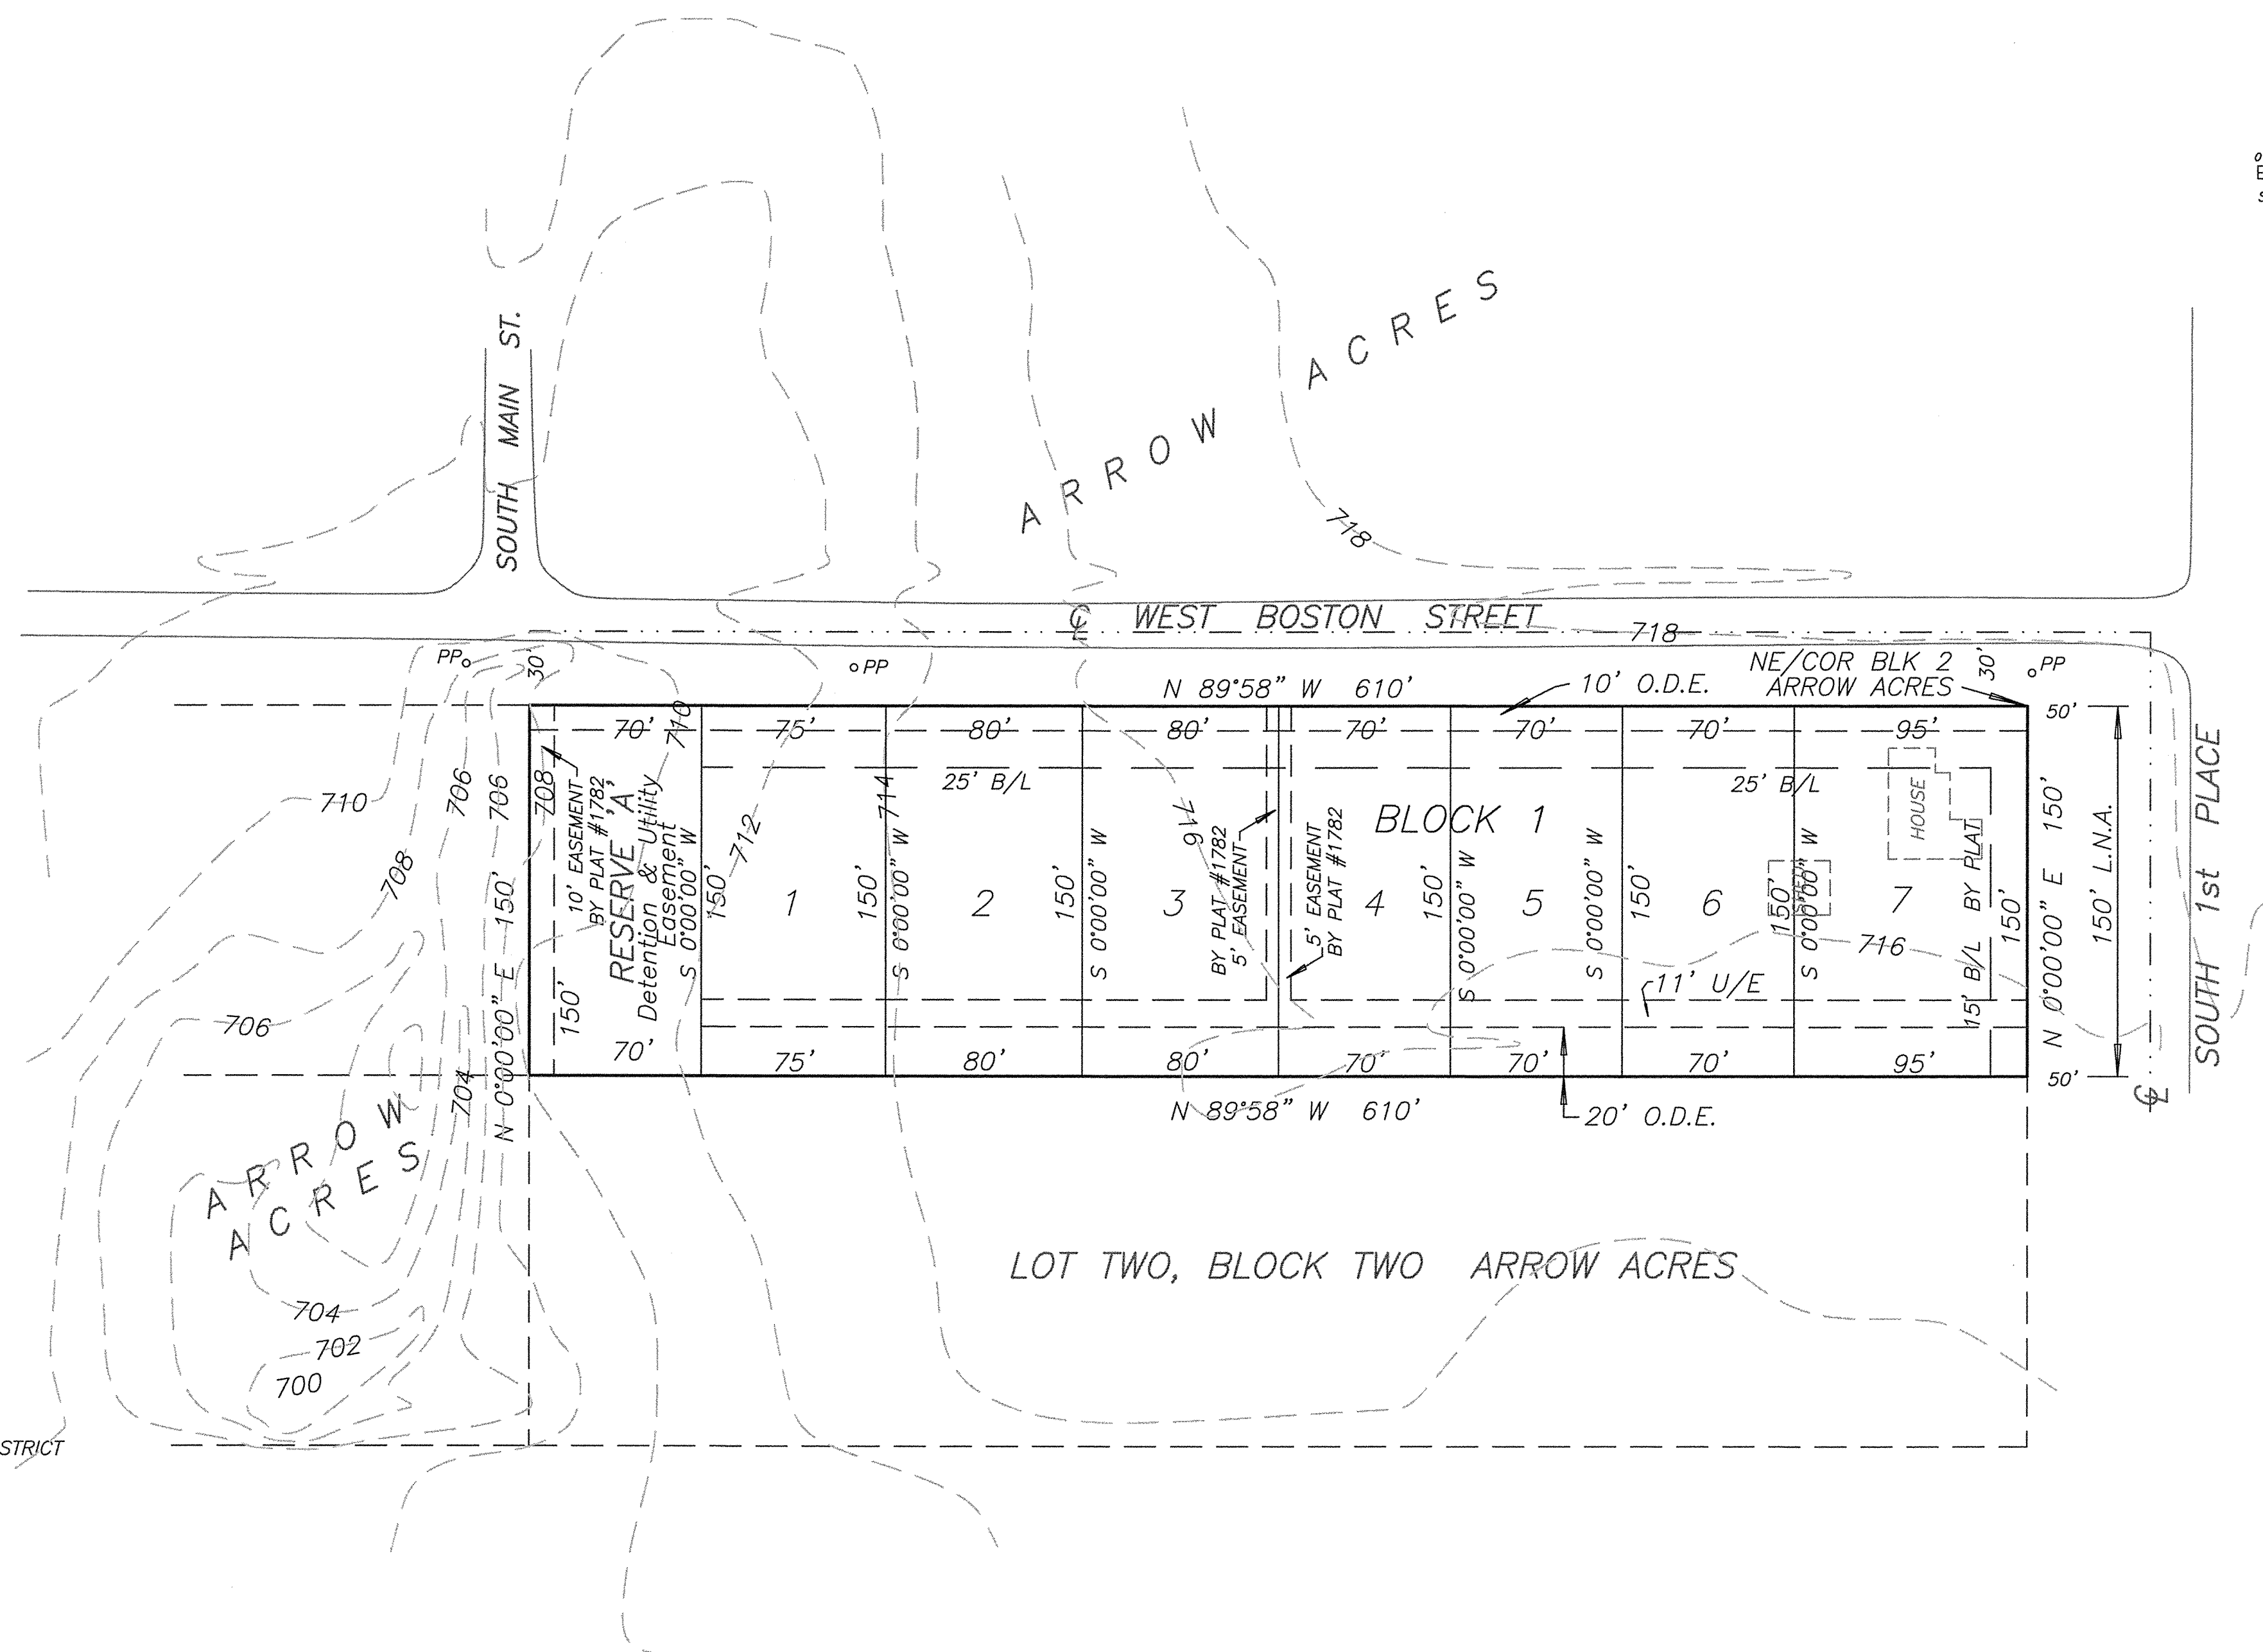 SOUTH MAIN ST.
ARROW ACRES
718
℄ WEST BOSTON STREET
718
PP
30'
PP
N 89°58" W 610'
10' O.D.E.
NE/COR BLK 2
ARROW ACRES
30'
PP
50'
70'
710
75'
80'
80'
70'
70'
70'
95'
25' B/L
25' B/L
710
706
706
708
10' EASEMENT
BY PLAT #1782
RESERVE 'A'
Detention & Utility
Easement
S 0°00'00" W
150'
712
714
716
BLOCK 1
HOUSE
708
N 0°00'00" E 150'
150'
1
150'
S 0°00'00" W
2
150'
S 0°00'00" W
3
BY PLAT #1782
5' EASEMENT
5' EASEMENT
BY PLAT #1782
4
150'
S 0°00'00" W
5
S 0°00'00" W
150'
6
150'
S 0°00'00" W
7
716
15' B/L BY PLAT
150'
N 0°00'00" E 150'
150' L.N.A.
SOUTH 1st PLACE
11' U/E
706
704
70'
75'
80'
80'
70'
70'
70'
95'
50'
℄
N 89°58" W 610'
20' O.D.E.
ARROW
ACRES
LOT TWO, BLOCK TWO ARROW ACRES
704
702
700
STRICT